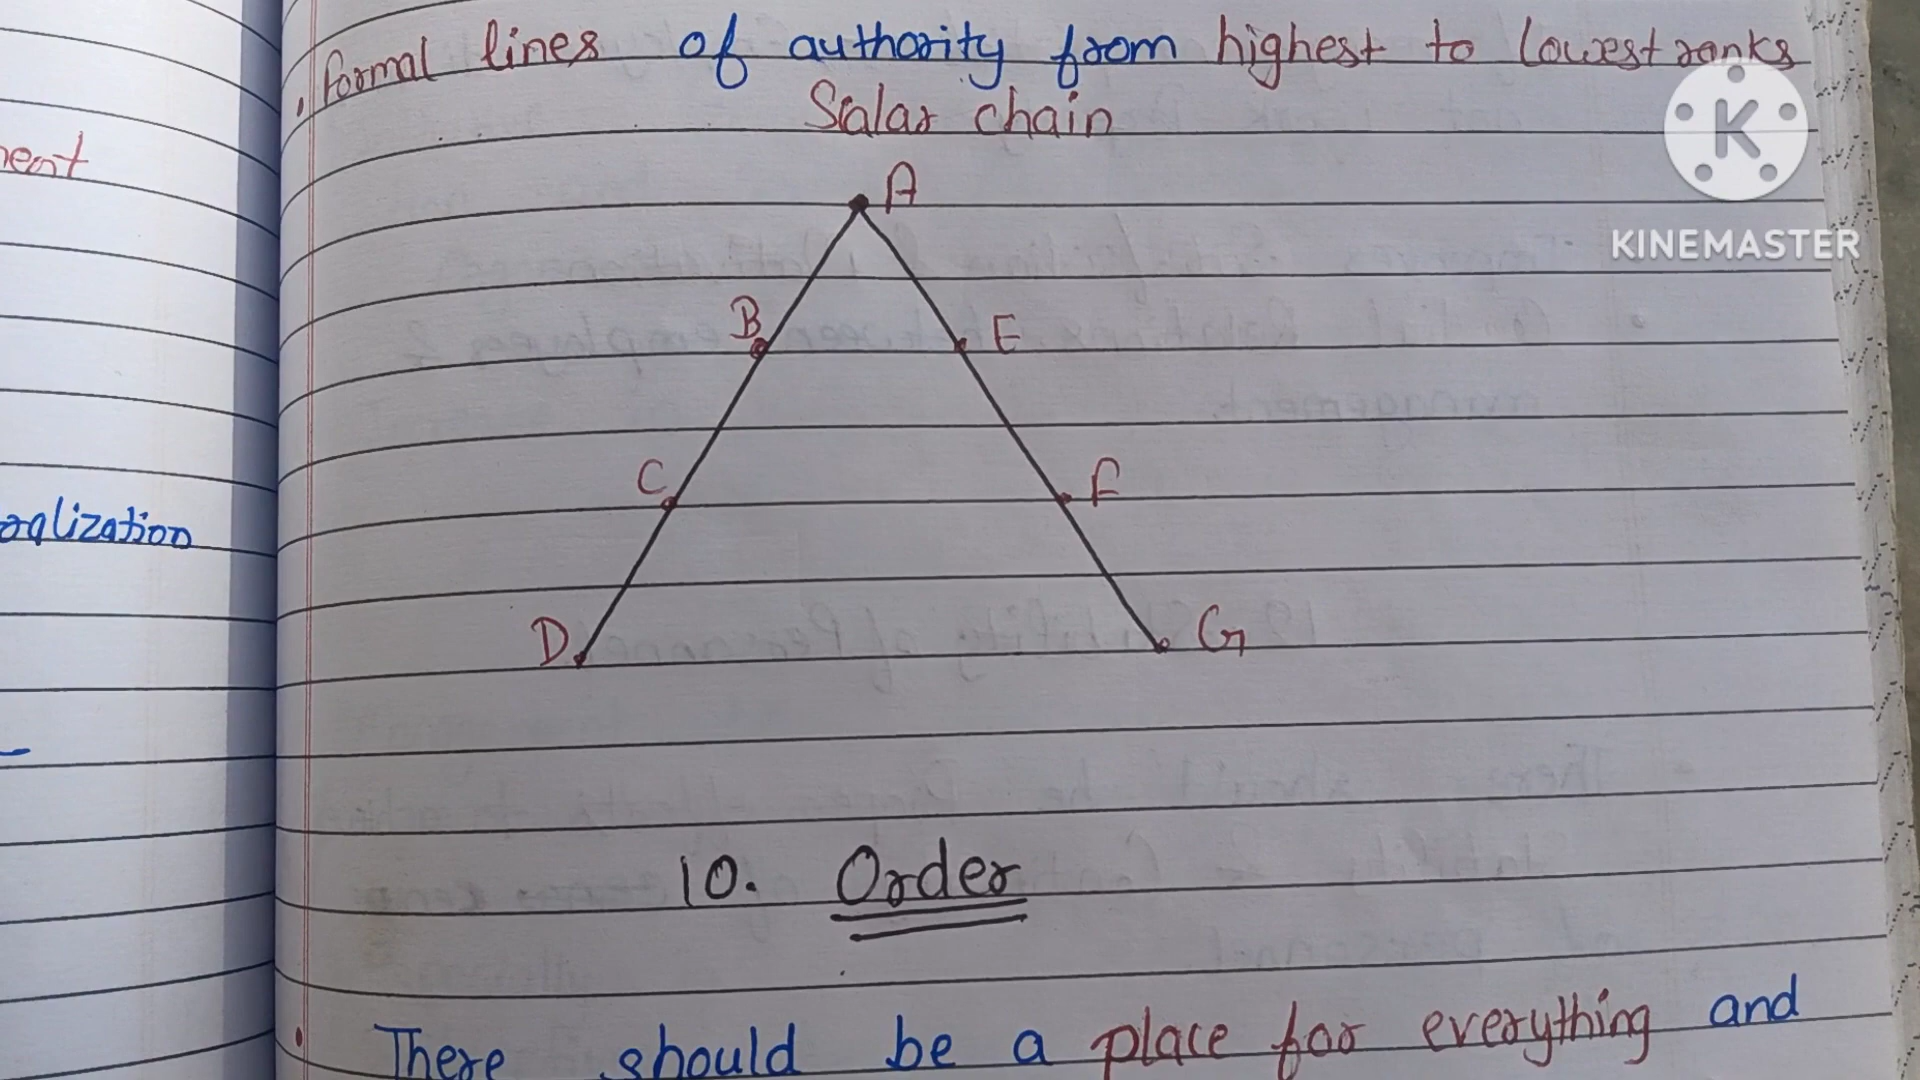 formal lines of authority from highest to lowest ranks
Scalar chain
A
B
E
C
F
D
G
10. Order
There should be a place for everything and
alization
K
KINEMASTER